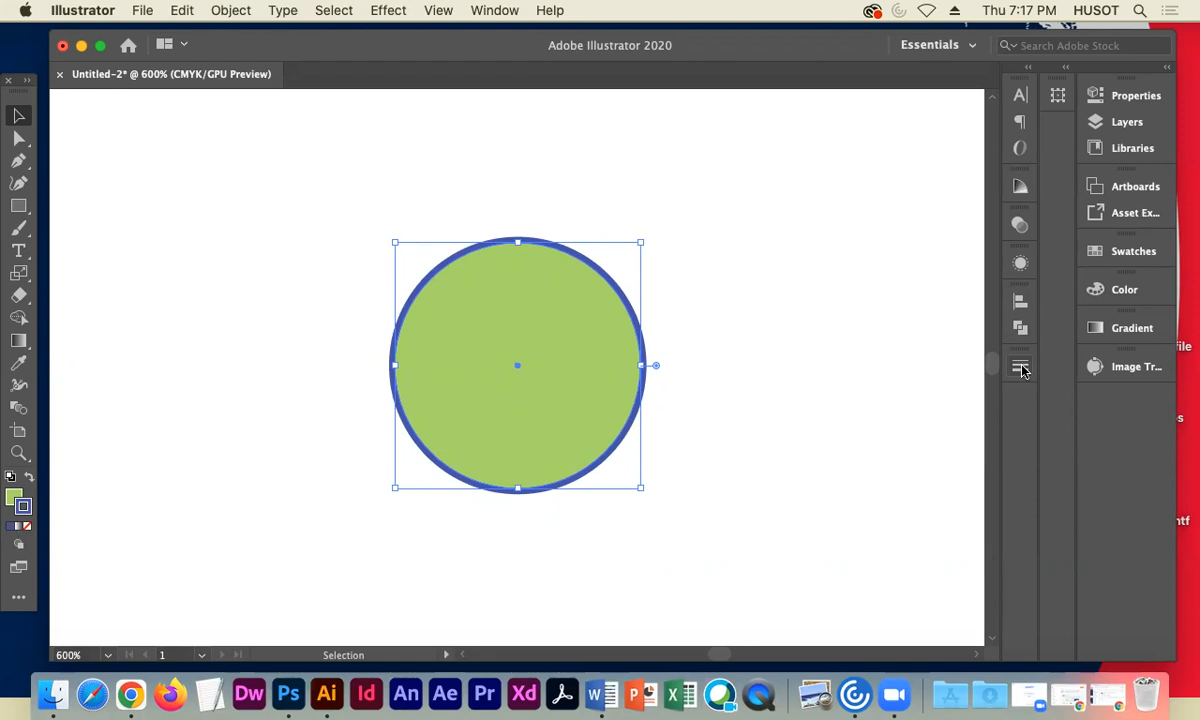 Illustrator File Edit Object Type Select Effect View Window Help Thu 7:17 PM HUSOT
Adobe Illustrator 2020 Essentials Search Adobe Stock
Untitled-2* @ 600% (CMYK/GPU Preview)
A Properties
Layers
Libraries
Artboards
Asset Ex...
Swatches
Color
Gradient
file
Image Tr...
s
ntf
T
600% 1 Selection
Dw Ps Ai Id An Ae Pr Xd W P X